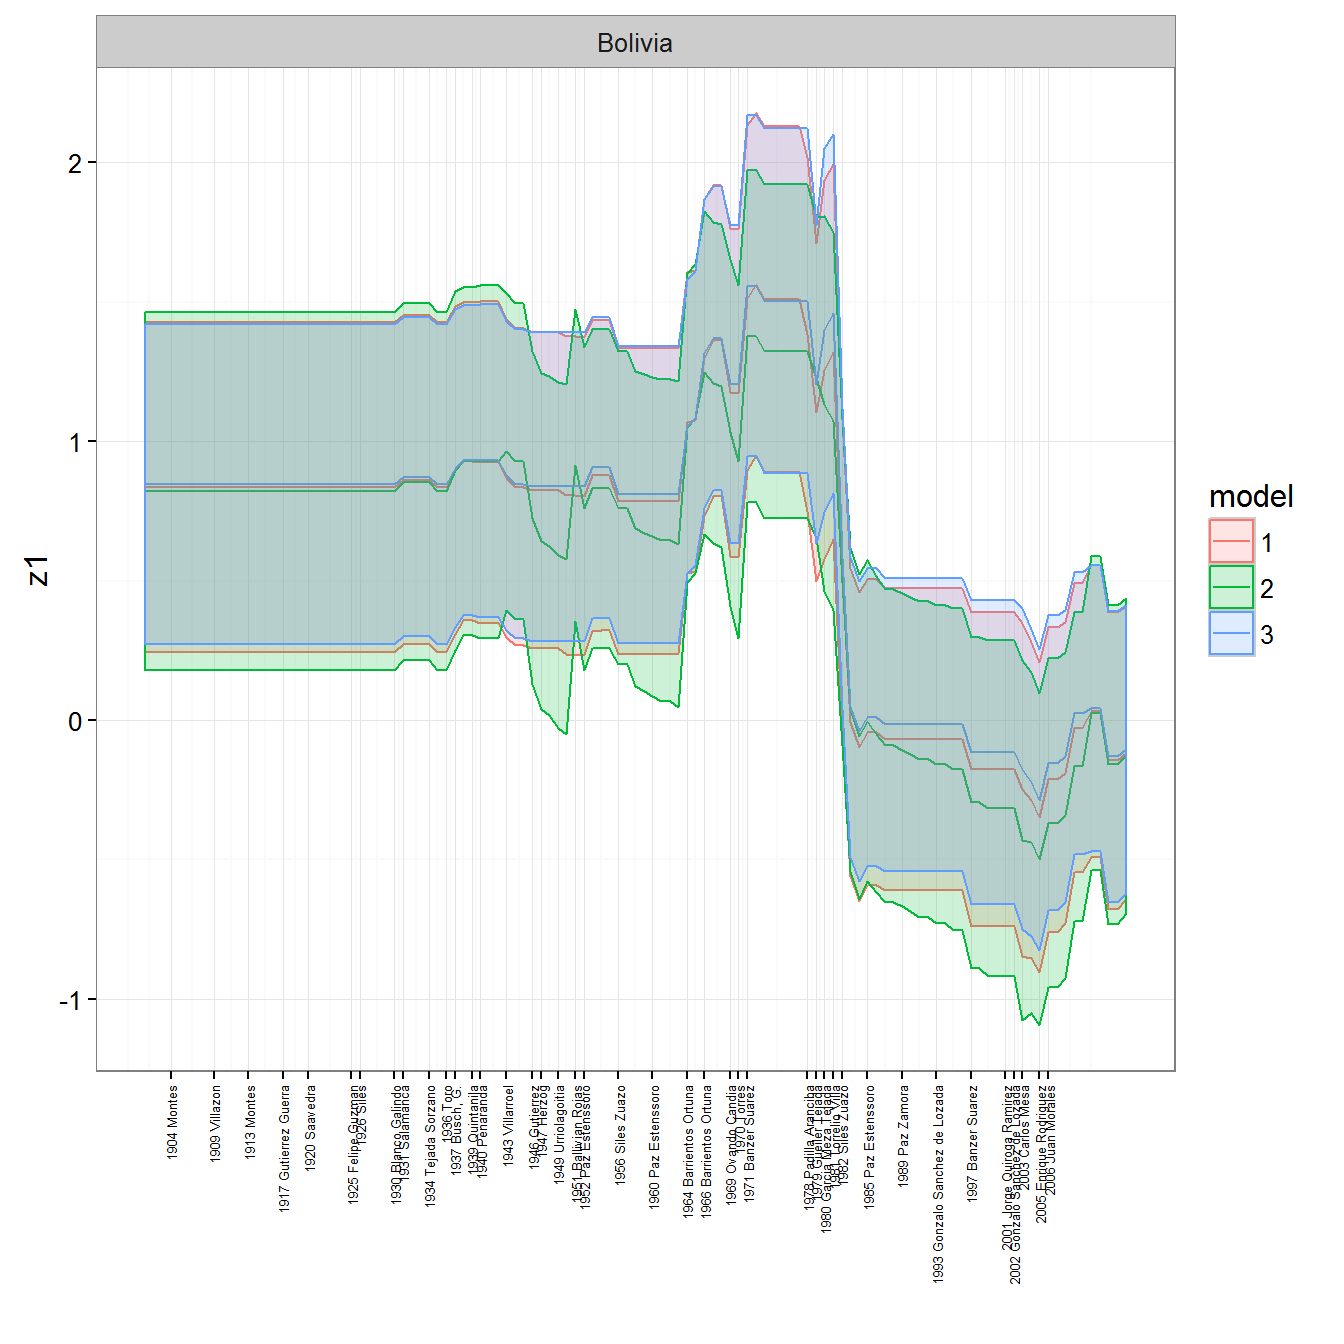 Bolivia
2
1
0
-1
z1
model
1
2
3
1904 Montes
1909 Villazon
1913 Montes
1917 Gutierrez Guerra
1920 Saavedra
1925 Felipe Guzman
1926 Siles
1930 Blanco Galindo
1931 Salamanca
1934 Tejada Sorzano
1936 Toro
1937 Busch, G.
1939 Quintanilla
1940 Penaranda
1943 Villarroel
1946 Gutierrez
1947 Herzog
1949 Urriolagoitia
1951 Ballivian Rojas
1952 Paz Estenssoro
1956 Siles Zuazo
1960 Paz Estenssoro
1964 Barrientos Ortuna
1966 Barrientos Ortuna
1969 Ovando Candia
1970 Torres
1971 Banzer Suarez
1978 Padilla Arancibia
1979 Gueiler Tejada
1980 Garcia Meza Tejada
1981 Torrelio Villa
1982 Siles Zuazo
1985 Paz Estenssoro
1989 Paz Zamora
1993 Gonzalo Sanchez de Lozada
1997 Banzer Suarez
2001 Jorge Quiroga Ramirez
2002 Gonzalo Sanchez de Lozada
2003 Carlos Mesa
2005 Enrique Rodriguez
2006 Juan Morales